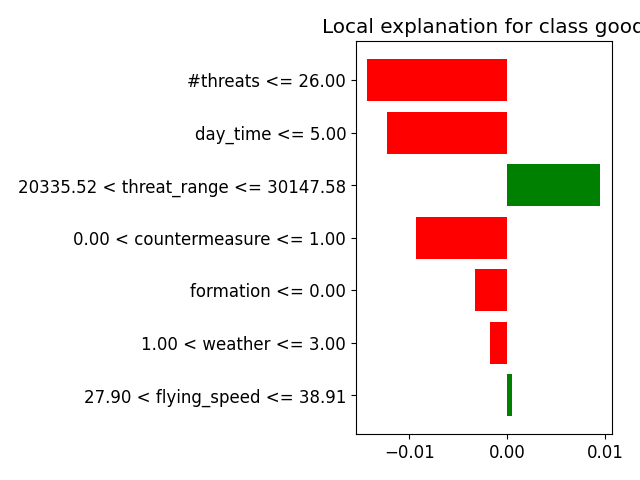 Local explanation for class good
#threats <= 26.00
day_time <= 5.00
20335.52 < threat_range <= 30147.58
0.00 < countermeasure <= 1.00
formation <= 0.00
1.00 < weather <= 3.00
27.90 < flying_speed <= 38.91
−0.01 0.00 0.01